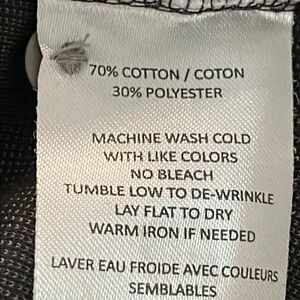 70% COTTON / COTON
30% POLYESTER
MACHINE WASH COLD
WITH LIKE COLORS
NO BLEACH
TUMBLE LOW TO DE-WRINKLE
LAY FLAT TO DRY
WARM IRON IF NEEDED
LAVER EAU FROIDE AVEC COULEURS
SEMBLABLES